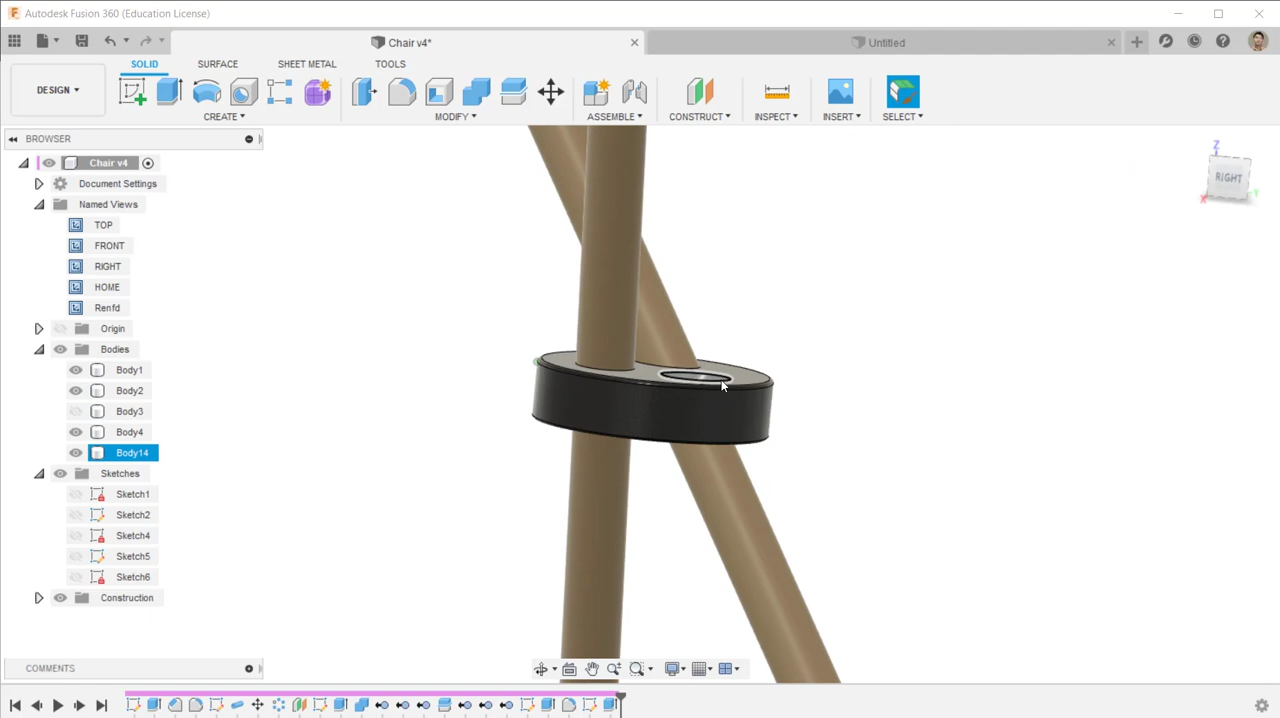 Autodesk Fusion 360 (Education License)
Chair v4*
Untitled
DESIGN
SOLID
SURFACE
SHEET METAL
TOOLS
CREATE
MODIFY
ASSEMBLE
CONSTRUCT
INSPECT
INSERT
SELECT
BROWSER
Chair v4
Document Settings
Named Views
TOP
FRONT
RIGHT
HOME
Renfd
Origin
Bodies
Body1
Body2
Body3
Body4
Body14
Sketches
Sketch1
Sketch2
Sketch4
Sketch5
Sketch6
Construction
Z
RIGHT
X
Y
COMMENTS